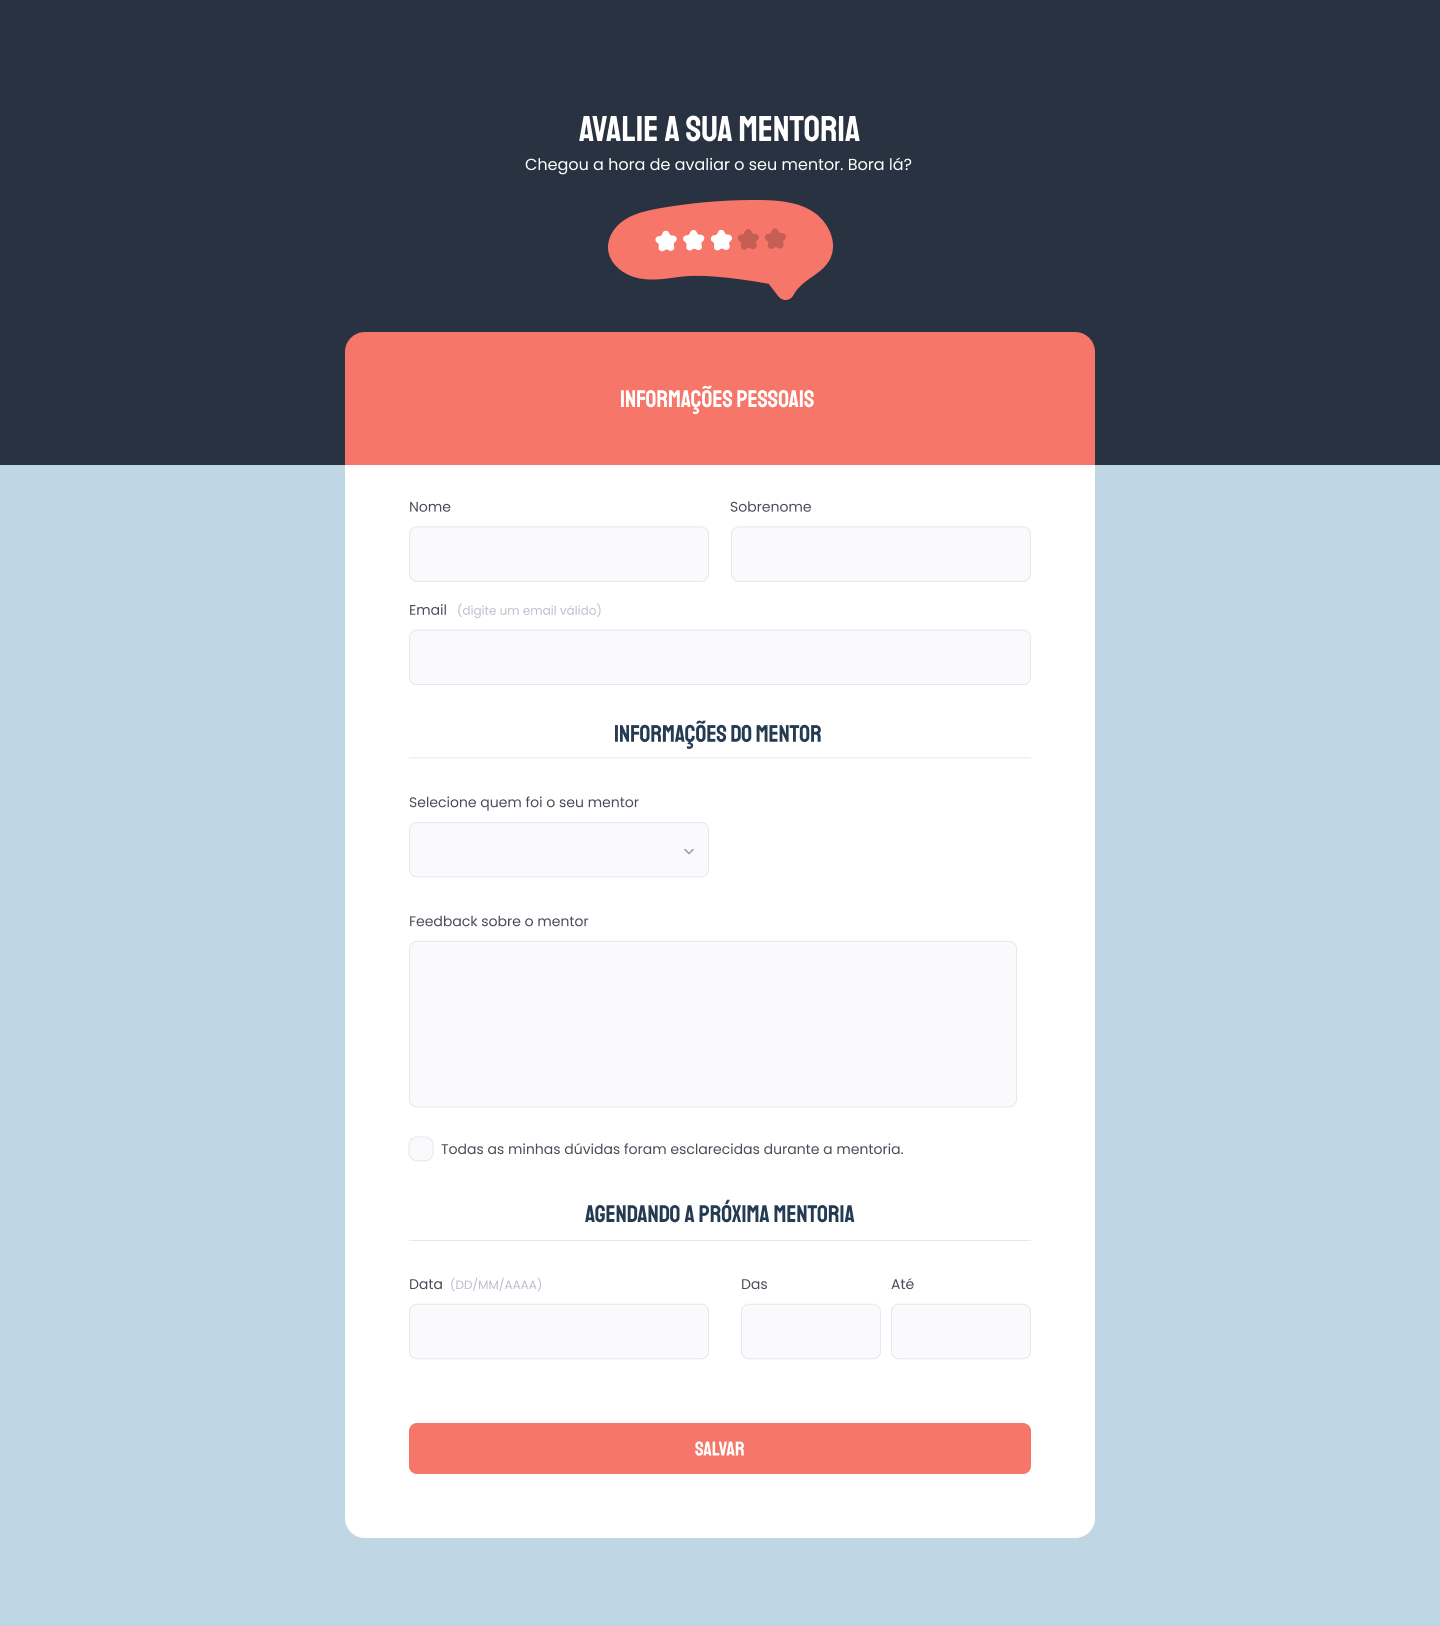 AVALIE A SUA MENTORIA
Chegou a hora de avaliar o seu mentor. Bora lá?
INFORMAÇÕES PESSOAIS
Nome
Sobrenome
Email (digite um email válido)
INFORMAÇÕES DO MENTOR
Selecione quem foi o seu mentor
Feedback sobre o mentor
Todas as minhas dúvidas foram esclarecidas durante a mentoria.
AGENDANDO A PRÓXIMA MENTORIA
Data (DD/MM/AAAA)
Das
Até
SALVAR